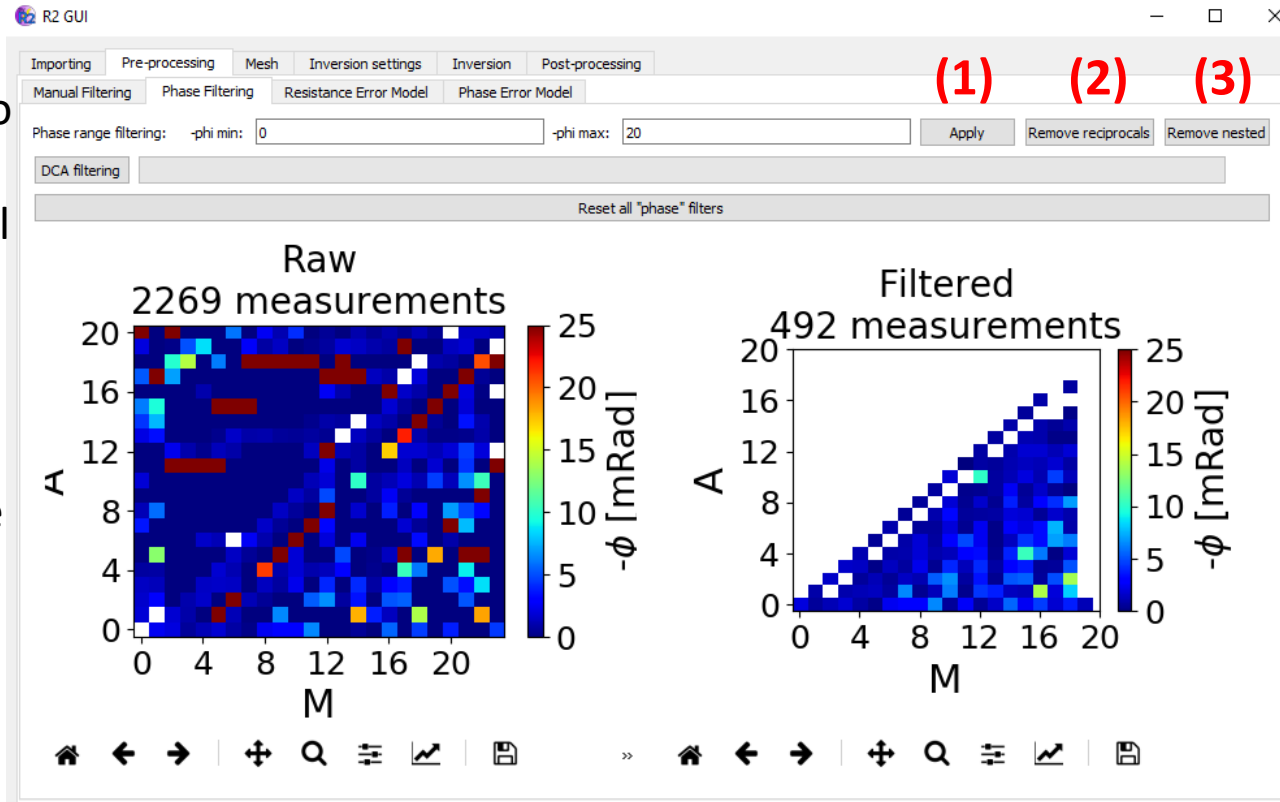 R2 GUI
Importing Pre-processing Mesh Inversion settings Inversion Post-processing
(1) (2) (3)
Manual Filtering Phase Filtering Resistance Error Model Phase Error Model
Phase range filtering: -phi min: 0 -phi max: 20 Apply Remove reciprocals Remove nested
DCA filtering
Reset all "phase" filters
Raw
2269 measurements
20
16
12
8
4
0
A
0 4 8 12 16 20
M
25
20
15
10
5
0
-ϕ [mRad]
Filtered
492 measurements
20
16
12
8
4
0
A
0 4 8 12 16 20
M
25
20
15
10
5
0
-ϕ [mRad]
»